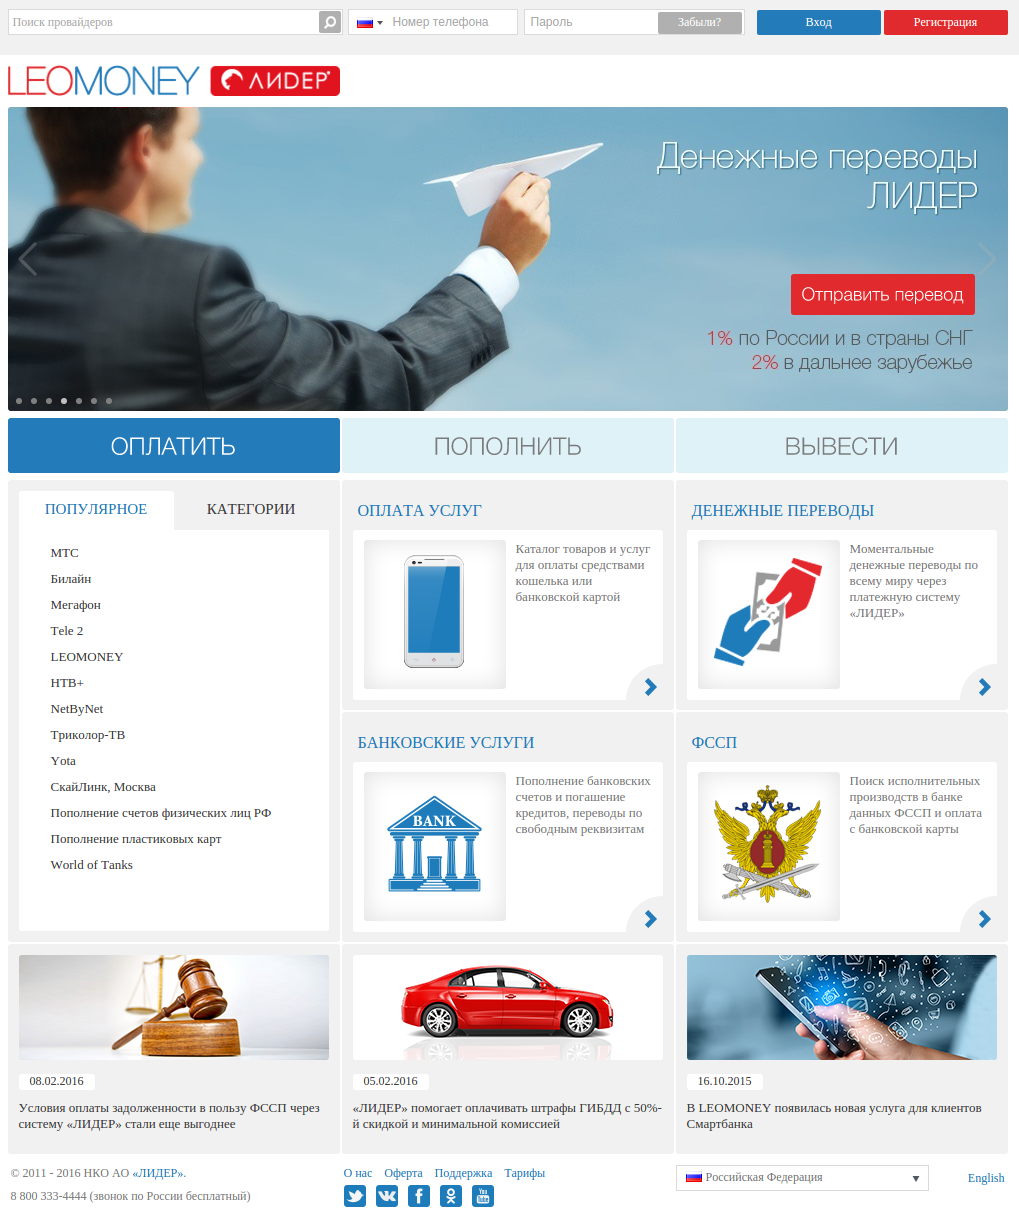 Поиск провайдеров
Номер телефона
Пароль
Забыли?
Вход
Регистрация
LEOMONEY ЛИДЕР
Денежные переводы
ЛИДЕР
Отправить перевод
1% по России и в страны СНГ
2% в дальнее зарубежье
ОПЛАТИТЬ
ПОПОЛНИТЬ
ВЫВЕСТИ
ПОПУЛЯРНОЕ
КАТЕГОРИИ
МТС
Билайн
Мегафон
Tele 2
LEOMONEY
НТВ+
NetByNet
Триколор-ТВ
Yota
СкайЛинк, Москва
Пополнение счетов физических лиц РФ
Пополнение пластиковых карт
World of Tanks
ОПЛАТА УСЛУГ
Каталог товаров и услуг
для оплаты средствами
кошелька или
банковской картой
ДЕНЕЖНЫЕ ПЕРЕВОДЫ
Моментальные
денежные переводы по
всему миру через
платежную систему
«ЛИДЕР»
БАНКОВСКИЕ УСЛУГИ
BANK
Пополнение банковских
счетов и погашение
кредитов, переводы по
свободным реквизитам
ФССП
Поиск исполнительных
производств в банке
данных ФССП и оплата
с банковской карты
08.02.2016
Условия оплаты задолженности в пользу ФССП через
систему «ЛИДЕР» стали еще выгоднее
05.02.2016
«ЛИДЕР» помогает оплачивать штрафы ГИБДД с 50%-
й скидкой и минимальной комиссией
16.10.2015
В LEOMONEY появилась новая услуга для клиентов
Смартбанка
© 2011 - 2016 НКО АО «ЛИДЕР».
8 800 333-4444 (звонок по России бесплатный)
О нас Оферта Поддержка Тарифы
You Tube
Российская Федерация
English